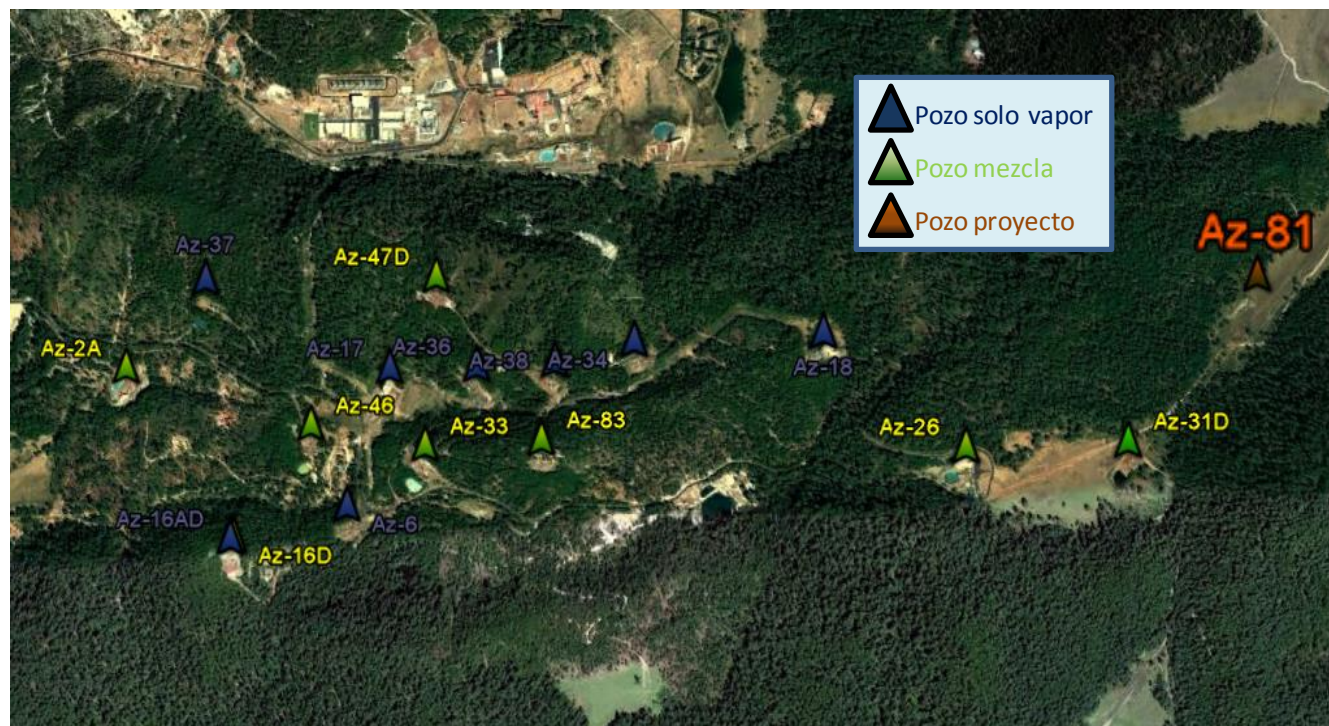 Pozo solo vapor
Pozo mezcla
Pozo proyecto
Az-81
Az-37
Az-47D
Az-2A
Az-17
Az-36
Az-38
Az-34
Az-18
Az-46
Az-33
Az-83
Az-26
Az-31D
Az-16AD
Az-6
Az-16D